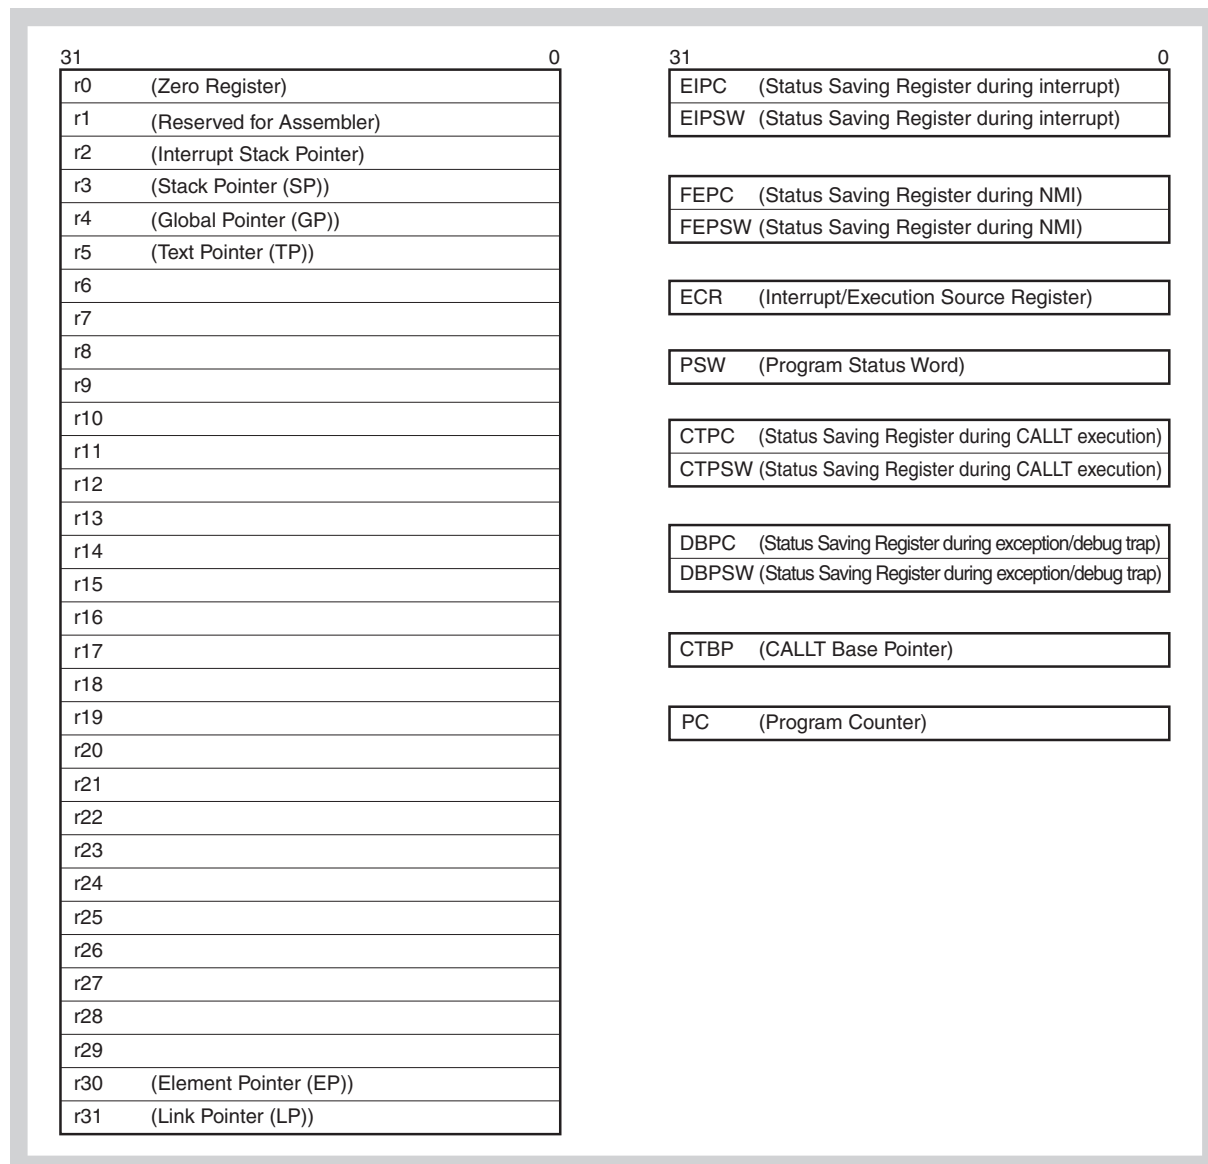 31 0
r0 (Zero Register)
r1 (Reserved for Assembler)
r2 (Interrupt Stack Pointer)
r3 (Stack Pointer (SP))
r4 (Global Pointer (GP))
r5 (Text Pointer (TP))
r6
r7
r8
r9
r10
r11
r12
r13
r14
r15
r16
r17
r18
r19
r20
r21
r22
r23
r24
r25
r26
r27
r28
r29
r30 (Element Pointer (EP))
r31 (Link Pointer (LP))
31 0
EIPC (Status Saving Register during interrupt)
EIPSW (Status Saving Register during interrupt)
FEPC (Status Saving Register during NMI)
FEPSW (Status Saving Register during NMI)
ECR (Interrupt/Execution Source Register)
PSW (Program Status Word)
CTPC (Status Saving Register during CALLT execution)
CTPSW (Status Saving Register during CALLT execution)
DBPC (Status Saving Register during exception/debug trap)
DBPSW (Status Saving Register during exception/debug trap)
CTBP (CALLT Base Pointer)
PC (Program Counter)